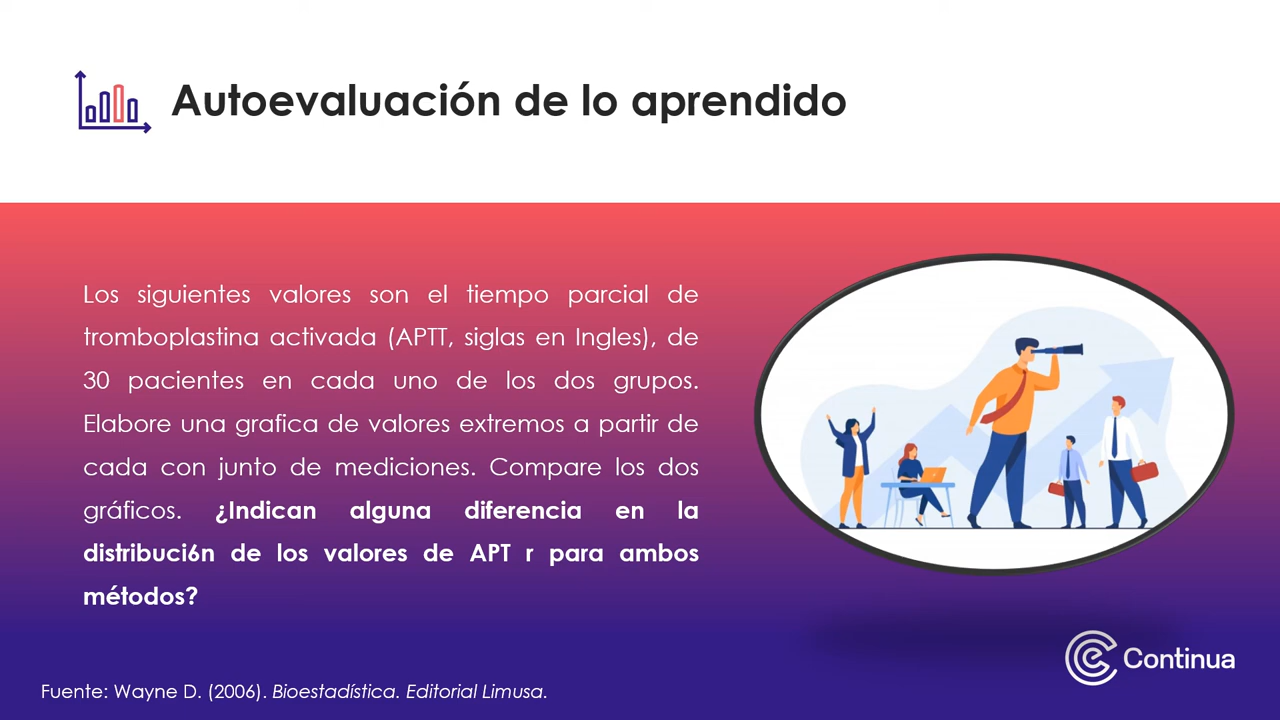 Autoevaluación de lo aprendido
Los siguientes valores son el tiempo parcial de
tromboplastina activada (APTT, siglas en Ingles), de
30 pacientes en cada uno de los dos grupos.
Elabore una grafica de valores extremos a partir de
cada con junto de mediciones. Compare los dos
gráficos. ¿Indican alguna diferencia en la
distribuci6n de los valores de APT r para ambos
métodos?
Continua
Fuente: Wayne D. (2006). Bioestadística. Editorial Limusa.